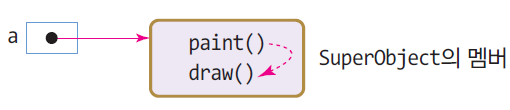 a
paint()
draw()
SuperObject의 멤버